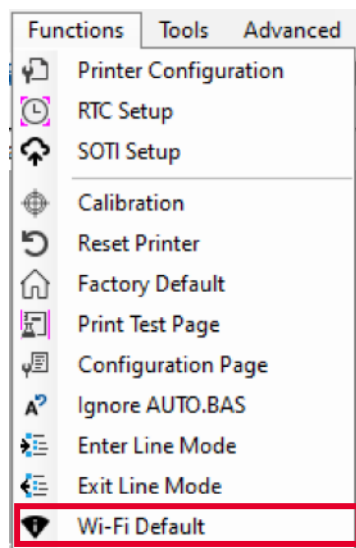 Functions Tools Advanced
Printer Configuration
RTC Setup
SOTI Setup
Calibration
Reset Printer
Factory Default
Print Test Page
Configuration Page
Ignore AUTO.BAS
Enter Line Mode
Exit Line Mode
Wi-Fi Default